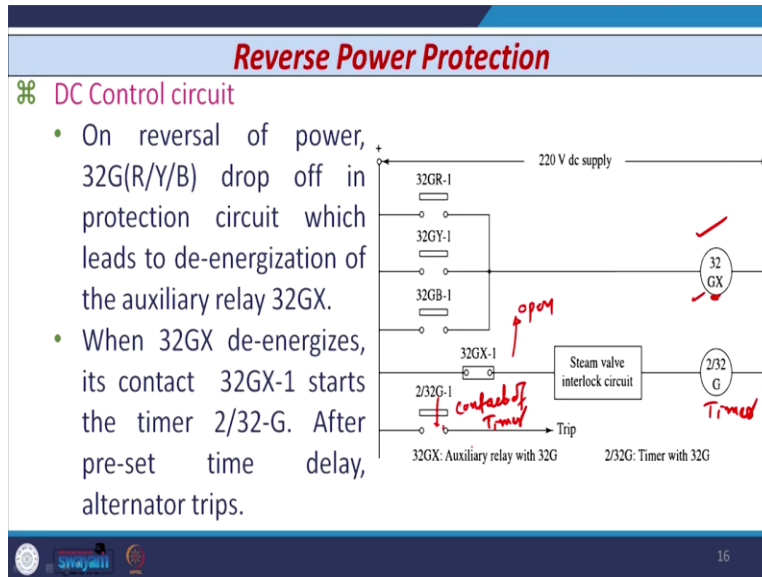 Reverse Power Protection
⌘ DC Control circuit
• On reversal of power,
32G(R/Y/B) drop off in
protection circuit which
leads to de-energization of
the auxiliary relay 32GX.
• When 32GX de-energizes,
its contact 32GX-1 starts
the timer 2/32-G. After
pre-set time delay,
alternator trips.
+
220 V dc supply
32GR-1
32GY-1
32GB-1
32
GX
open
32GX-1
Steam valve
interlock circuit
2/32
G
Timer
2/32G-1
contact of
Timer
Trip
32GX: Auxiliary relay with 32G
2/32G: Timer with 32G
swayam
16